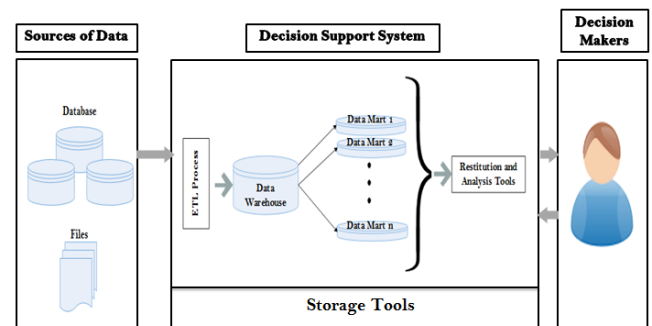 Sources of Data
Decision Support System
Decision
Makers
Database
Files
ETL Process
Data
Warehouse
Data Mart 1
Data Mart 2
Data Mart n
Restitution and
Analysis Tools
Storage Tools